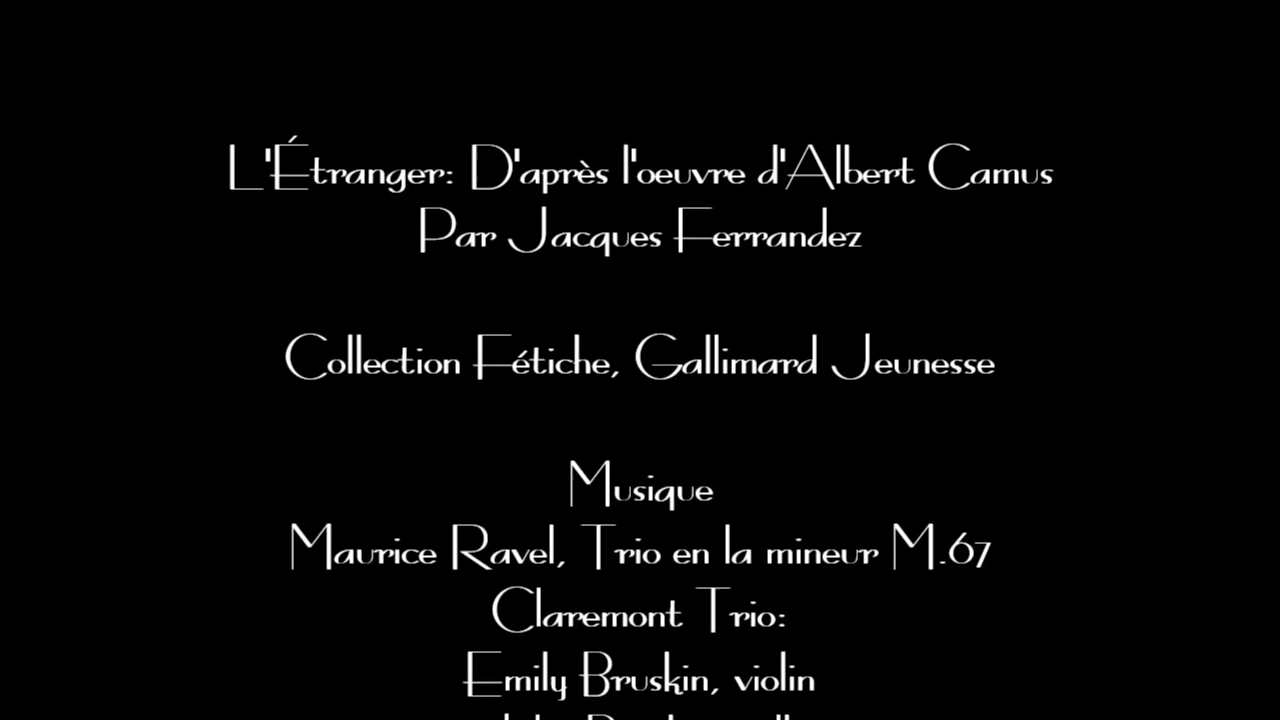 L'Étranger: D'après l'oeuvre d'Albert Camus
Par Jacques Ferrandez
Collection Fétiche, Gallimard Jeunesse
Musique
Maurice Ravel, Trio en la mineur M.67
Claremont Trio:
Emily Bruskin, violin